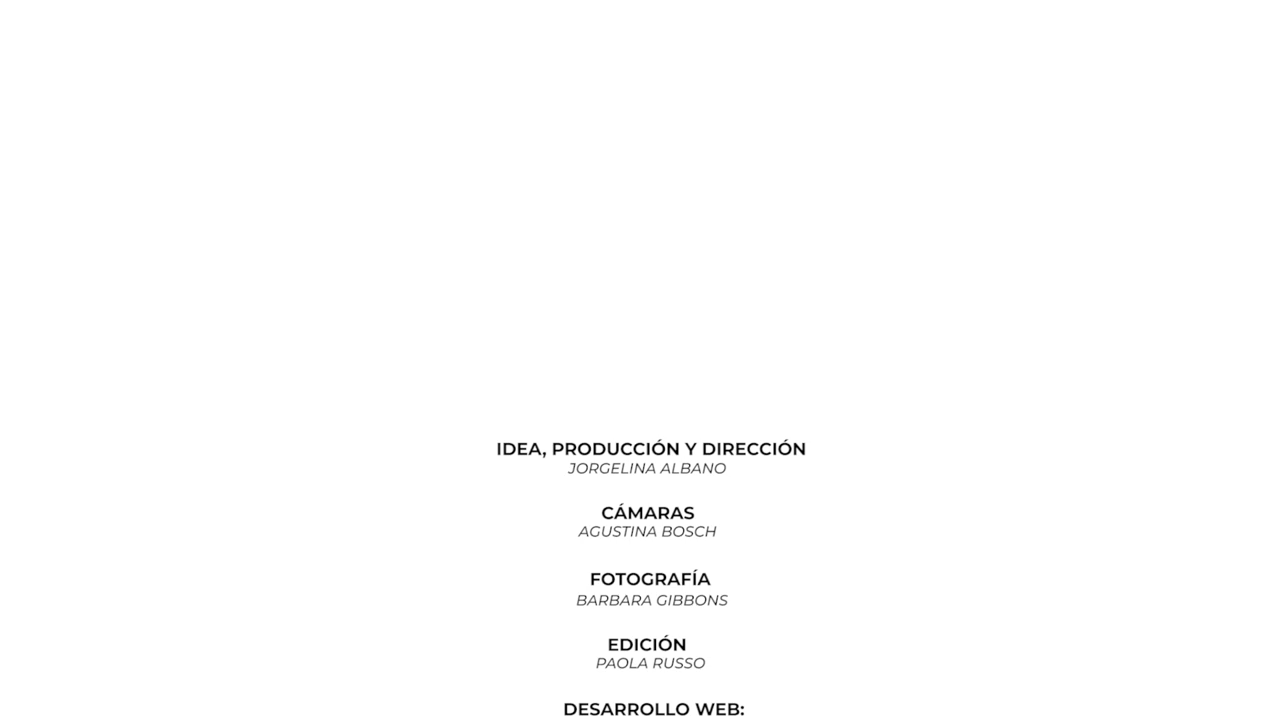 IDEA, PRODUCCIÓN Y DIRECCIÓN
JORGELINA ALBANO
CÁMARAS
AGUSTINA BOSCH
FOTOGRAFÍA
BARBARA GIBBONS
EDICIÓN
PAOLA RUSSO
DESARROLLO WEB: